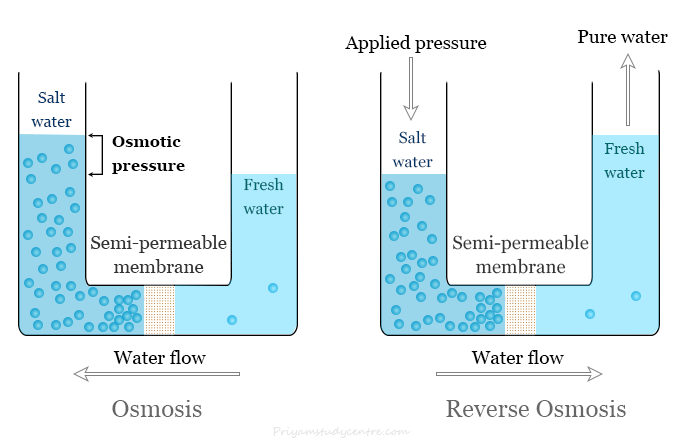 Applied pressure
Pure water
Salt
water
Osmotic
pressure
Fresh
water
Semi-permeable
membrane
Water flow
Osmosis
Salt
water
Fresh
water
Semi-permeable
membrane
Water flow
Reverse Osmosis
Priyamstudycentre.com